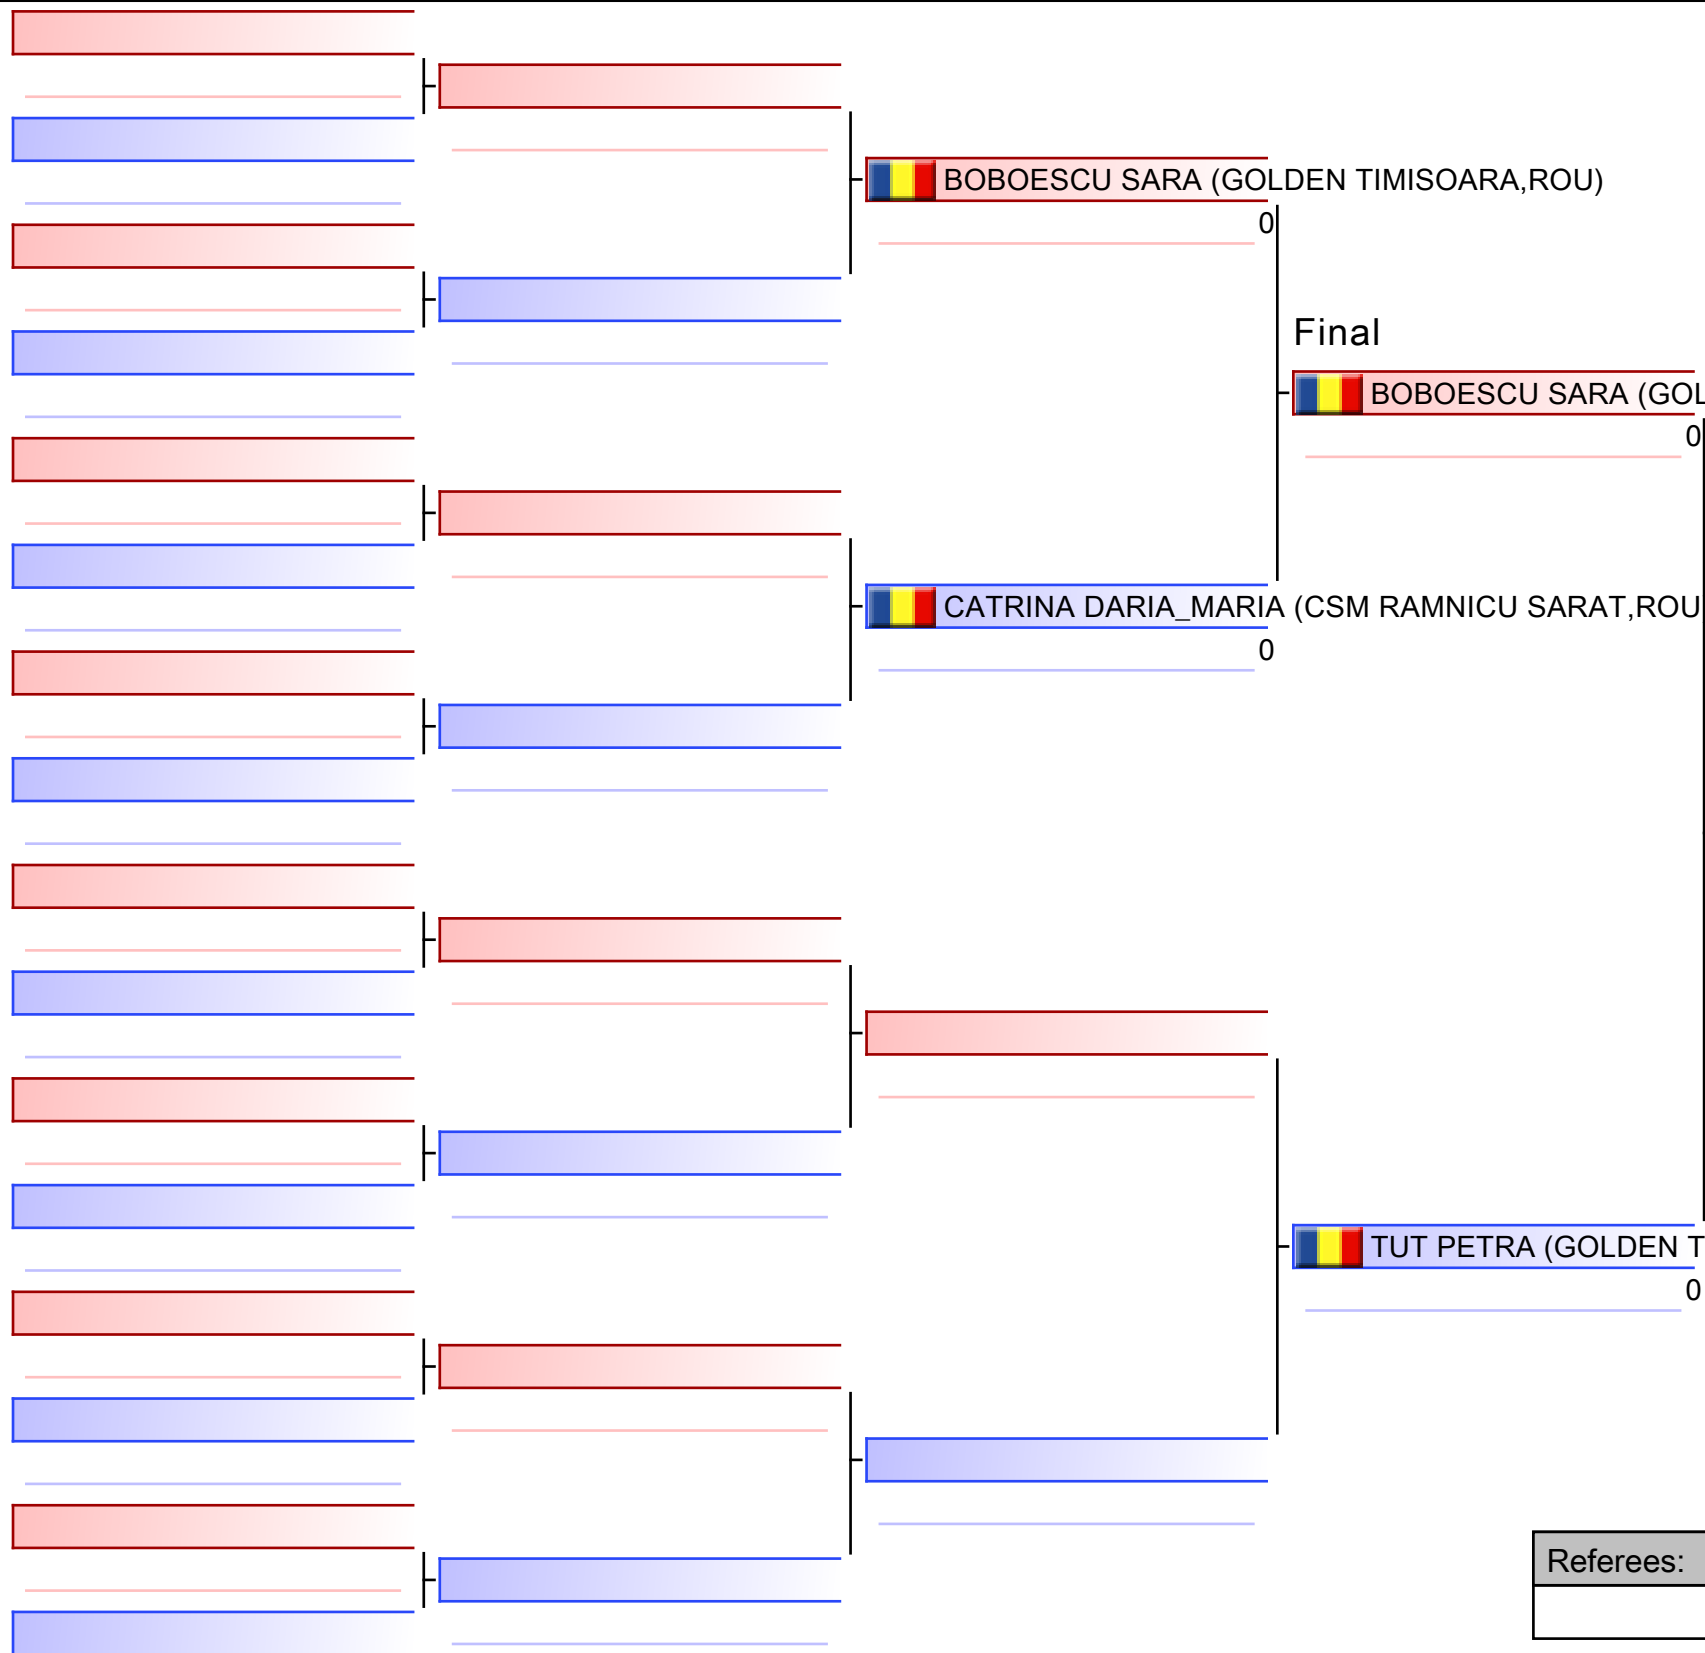 BOBOESCU SARA (GOLDEN TIMISOARA,ROU)
0
Final
BOBOESCU SARA (GOL
0
CATRINA DARIA_MARIA (CSM RAMNICU SARAT,ROU
0
TUT PETRA (GOLDEN T
0
Referees: